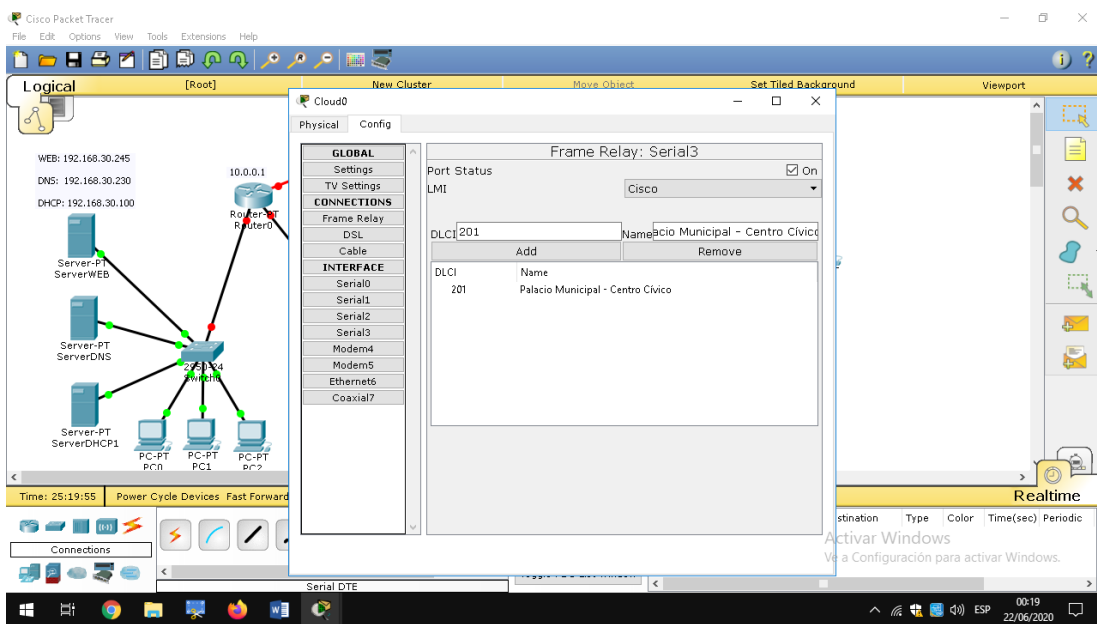 Cisco Packet Tracer
File Edit Options View Tools Extensions Help
Logical [Root] New Cluster Move Object Set Tiled Background Viewport
Cloud0
Physical Config
GLOBAL
Settings
TV Settings
CONNECTIONS
Frame Relay
DSL
Cable
INTERFACE
Serial0
Serial1
Serial2
Serial3
Modem4
Modem5
Ethernet6
Coaxial7
Frame Relay: Serial3
Port Status On
LMI Cisco
DLCI 201 Name acio Municipal - Centro Cívico
Add Remove
DLCI Name
201 Palacio Municipal - Centro Cívico
WEB: 192.168.30.245
DNS: 192.168.30.230
DHCP: 192.168.30.100
10.0.0.1
Router-PT
Router0
Server-PT
ServerWEB
Server-PT
ServerDNS
2950-24
Switch0
Server-PT
ServerDHCP1
PC-PT
PC0
PC-PT
PC1
PC-PT
PC2
Time: 25:19:55 Power Cycle Devices Fast Forward
Realtime
Connections
Serial DTE
stination Type Color Time(sec) Periodic
Activar Windows
Ve a Configuración para activar Windows.
ESP
00:19
22/06/2020